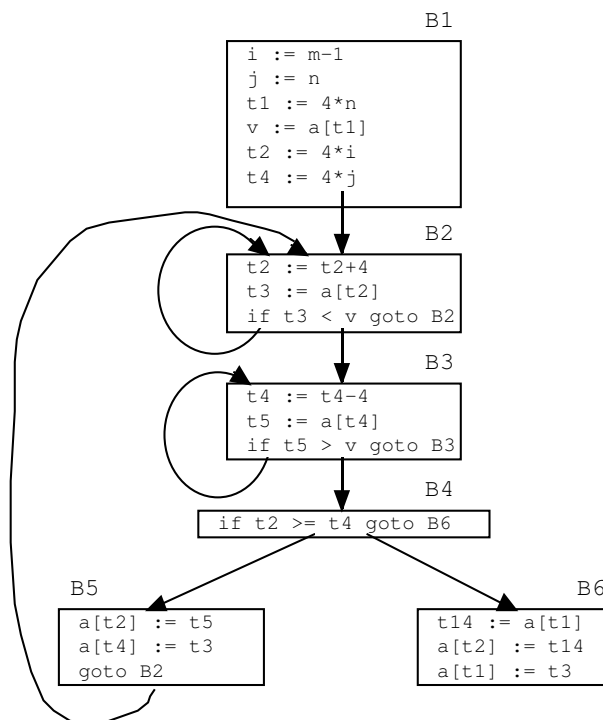 B1
i := m-1
j := n
t1 := 4*n
v := a[t1]
t2 := 4*i
t4 := 4*j
B2
t2 := t2+4
t3 := a[t2]
if t3 < v goto B2
B3
t4 := t4-4
t5 := a[t4]
if t5 > v goto B3
B4
if t2 >= t4 goto B6
B5
a[t2] := t5
a[t4] := t3
goto B2
B6
t14 := a[t1]
a[t2] := t14
a[t1] := t3